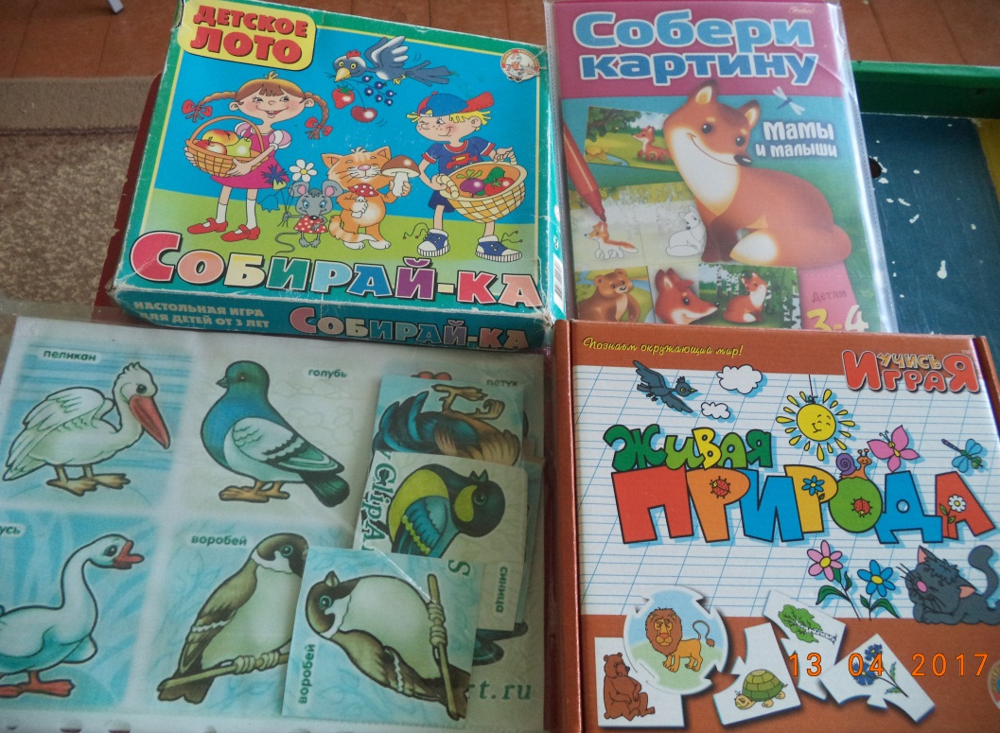 ДЕТСКОЕ
ЛОТО
СОБИРАЙ-КА
НАСТОЛЬНАЯ ИГРА
ДЛЯ ДЕТЕЙ ОТ 3 ЛЕТ
СОБИРАЙ-КА
Собери
картину
Мамы
и малыши
Детям
3-4
пеликан
голубь
петух
воробей
синица
воробей
rt.ru
Познаём окружающий мир!
УЧИСЬ
ИГРАЯ
ЖИВАЯ
ПРИРОДА
13 04 2017